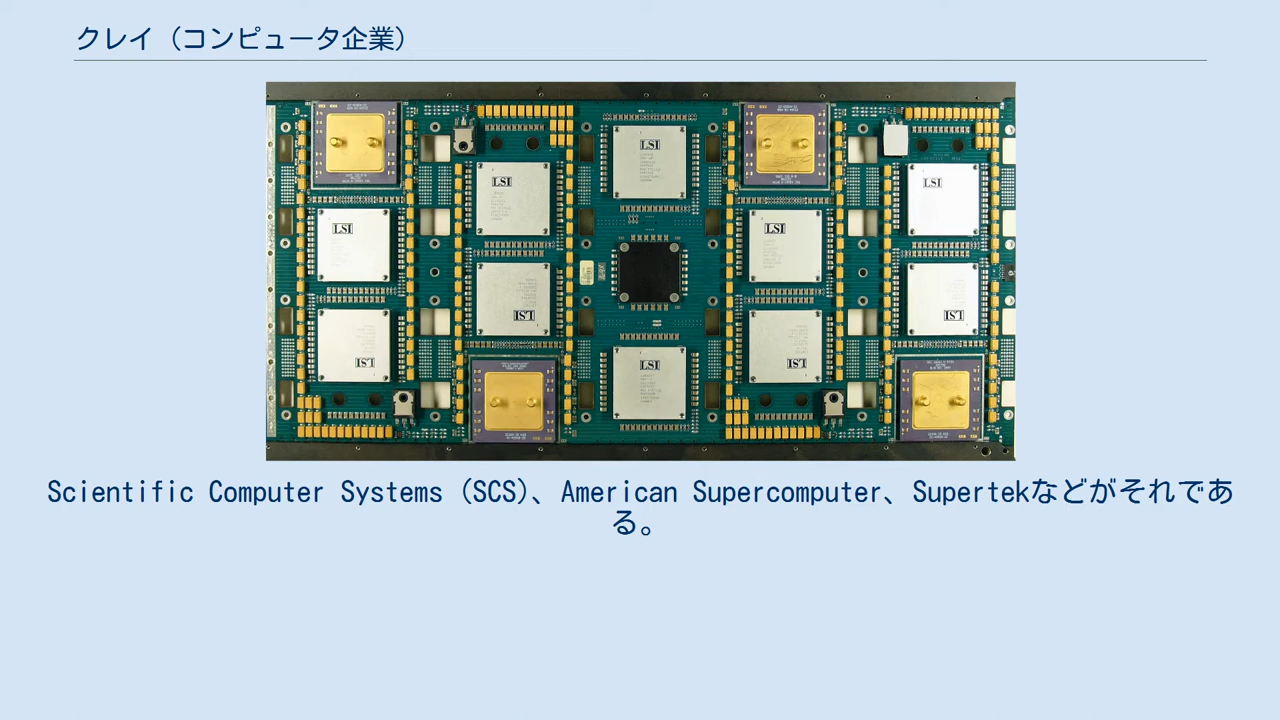 クレイ（コンピュータ企業）
LSI
LSI
LSI
LSI
LSI
LSI
LSI
LSI
LSI
LSI
Scientific Computer Systems (SCS)、American Supercomputer、Supertekなどがそれであ
る。